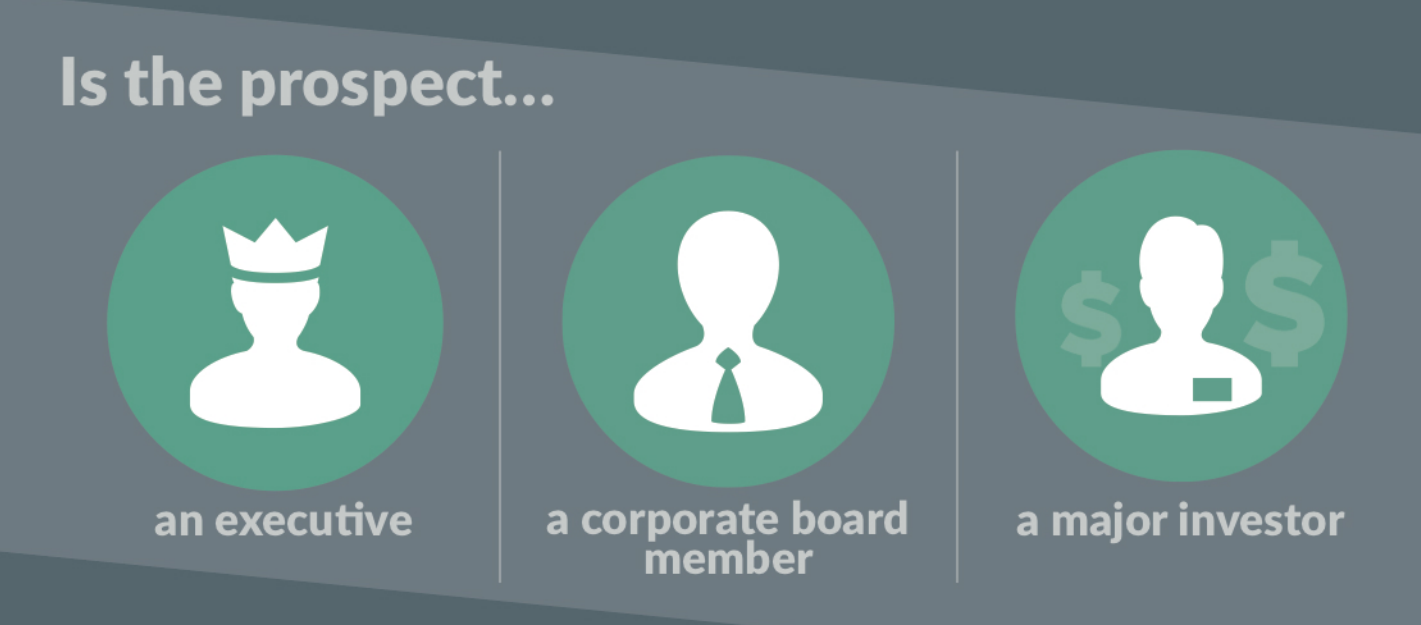 Is the prospect...
an executive
a corporate board
member
$
$
a major investor